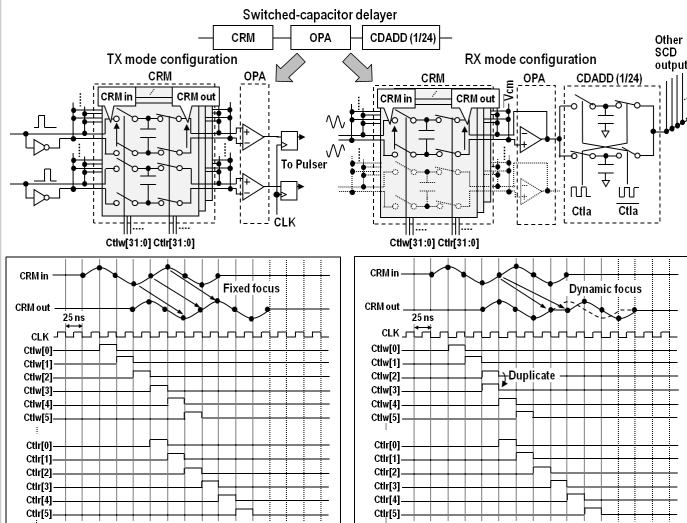 Switched-capacitor delayer
CRM
OPA
CDADD (1/24)
Other
SCD
output
TX mode configuration
RX mode configuration
CRM
OPA
CRM in
CRM out
To Pulser
CLK
Ctlw[31:0]
Ctlr[31:0]
CRM
Vcm
OPA
CDADD (1/24)
CRM in
CRM out
Ctla
Ctla
Ctlw[31:0]
Ctlr[31:0]
CRM in
Fixed focus
CRM out
25 ns
CLK
Ctlw[0]
Ctlw[1]
Ctlw[2]
Ctlw[3]
Ctlw[4]
Ctlw[5]
Ctlr[0]
Ctlr[1]
Ctlr[2]
Ctlr[3]
Ctlr[4]
Ctlr[5]
CRM in
Dynamic focus
CRM out
25 ns
CLK
Ctlw[0]
Ctlw[1]
Ctlw[2]
Duplicate
Ctlw[3]
Ctlw[4]
Ctlw[5]
Ctlr[0]
Ctlr[1]
Ctlr[2]
Ctlr[3]
Ctlr[4]
Ctlr[5]